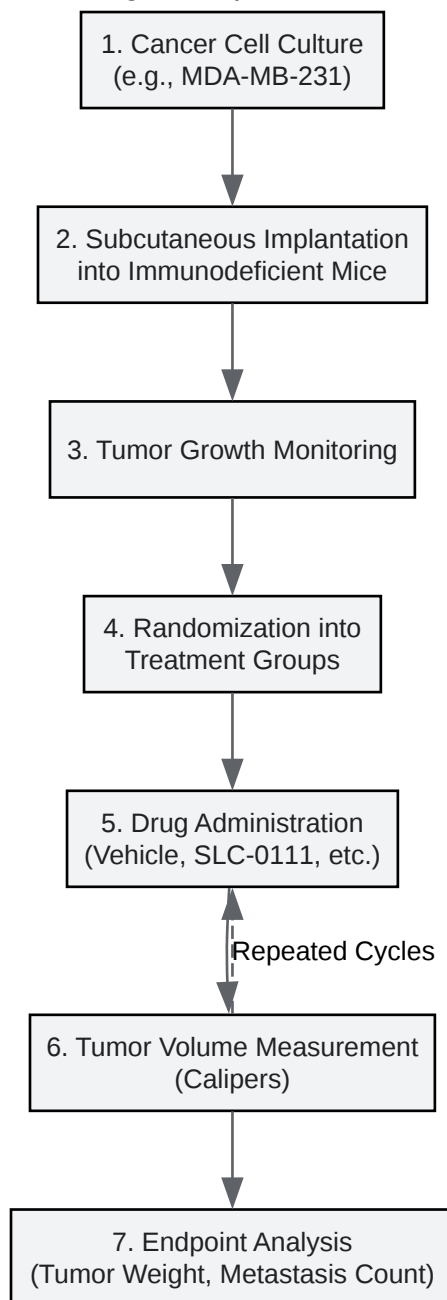 1. Cancer Cell Culture
(e.g., MDA-MB-231)
2. Subcutaneous Implantation
into Immunodeficient Mice
3. Tumor Growth Monitoring
4. Randomization into
Treatment Groups
5. Drug Administration
(Vehicle, SLC-0111, etc.)
Repeated Cycles
6. Tumor Volume Measurement
(Calipers)
7. Endpoint Analysis
(Tumor Weight, Metastasis Count)